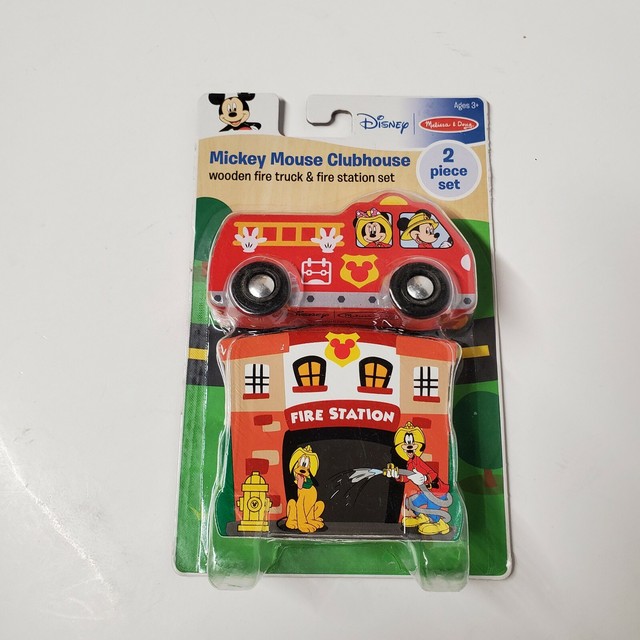 Ages 3+
Disney
Melissa & Doug
Mickey Mouse Clubhouse
wooden fire truck & fire station set
2
piece
set
Disney
FIRE STATION